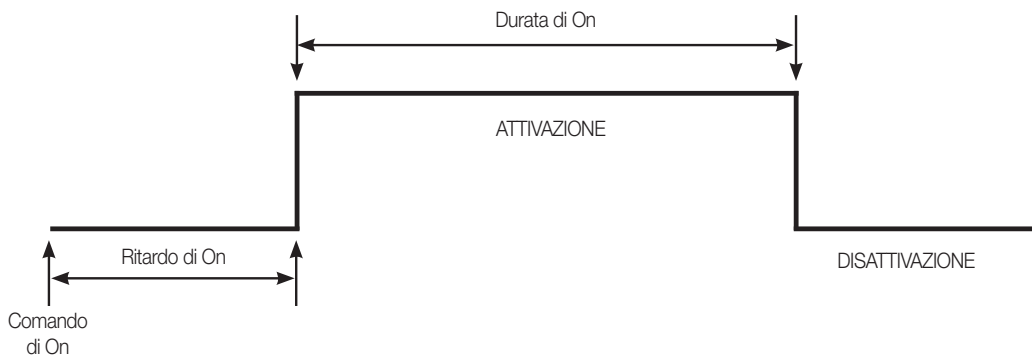 Durata di On
ATTIVAZIONE
Ritardo di On
DISATTIVAZIONE
Comando
di On